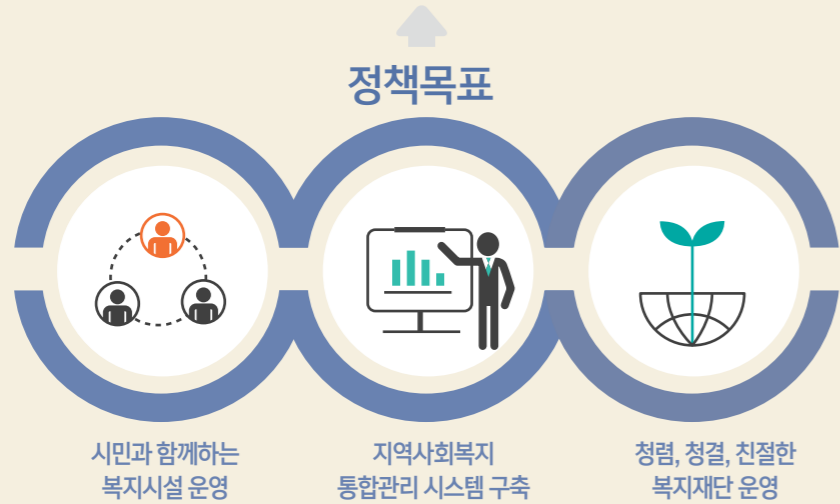 정책목표
시민과 함께하는
복지시설 운영
지역사회복지
통합관리 시스템 구축
청렴, 청결, 친절한
복지재단 운영